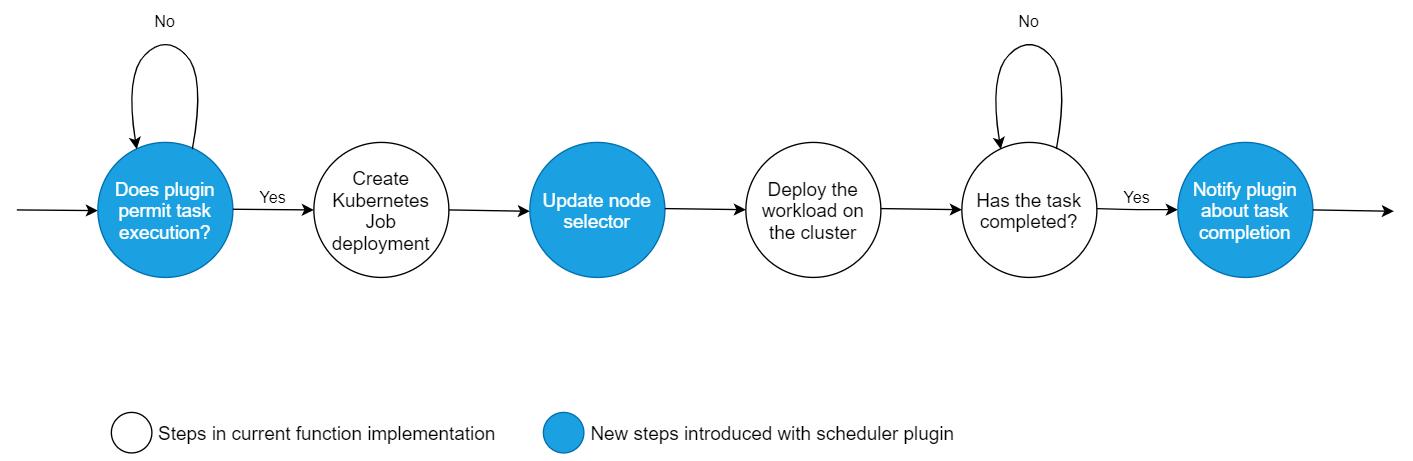 No
No
Does plugin
permit task
execution?
Yes
Create
Kubernetes
Job
deployment
Update node
selector
Deploy the
workload on
the cluster
Has the task
completed?
Yes
Notify plugin
about task
completion
Steps in current function implementation
New steps introduced with scheduler plugin